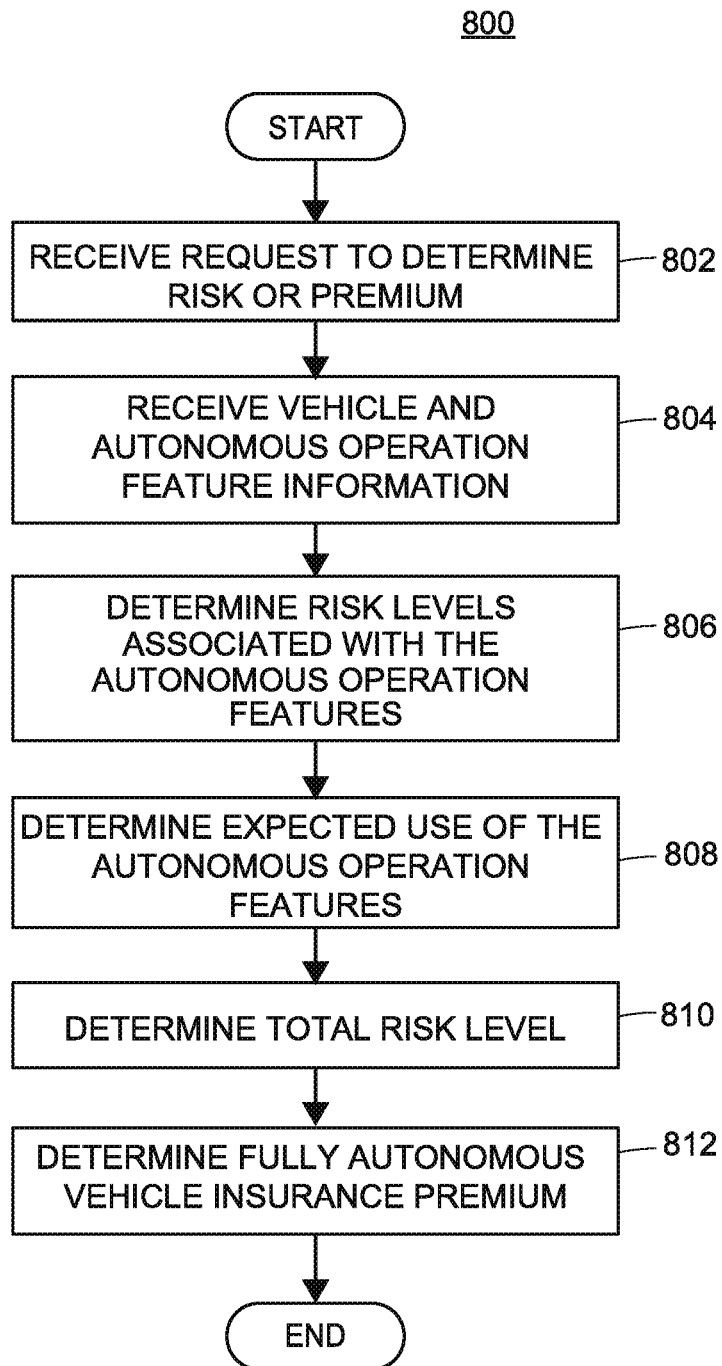 800
START
RECEIVE REQUEST TO DETERMINE
RISK OR PREMIUM
802
RECEIVE VEHICLE AND
AUTONOMOUS OPERATION
FEATURE INFORMATION
804
DETERMINE RISK LEVELS
ASSOCIATED WITH THE
AUTONOMOUS OPERATION
FEATURES
806
DETERMINE EXPECTED USE OF THE
AUTONOMOUS OPERATION
FEATURES
808
DETERMINE TOTAL RISK LEVEL
810
DETERMINE FULLY AUTONOMOUS
VEHICLE INSURANCE PREMIUM
812
END